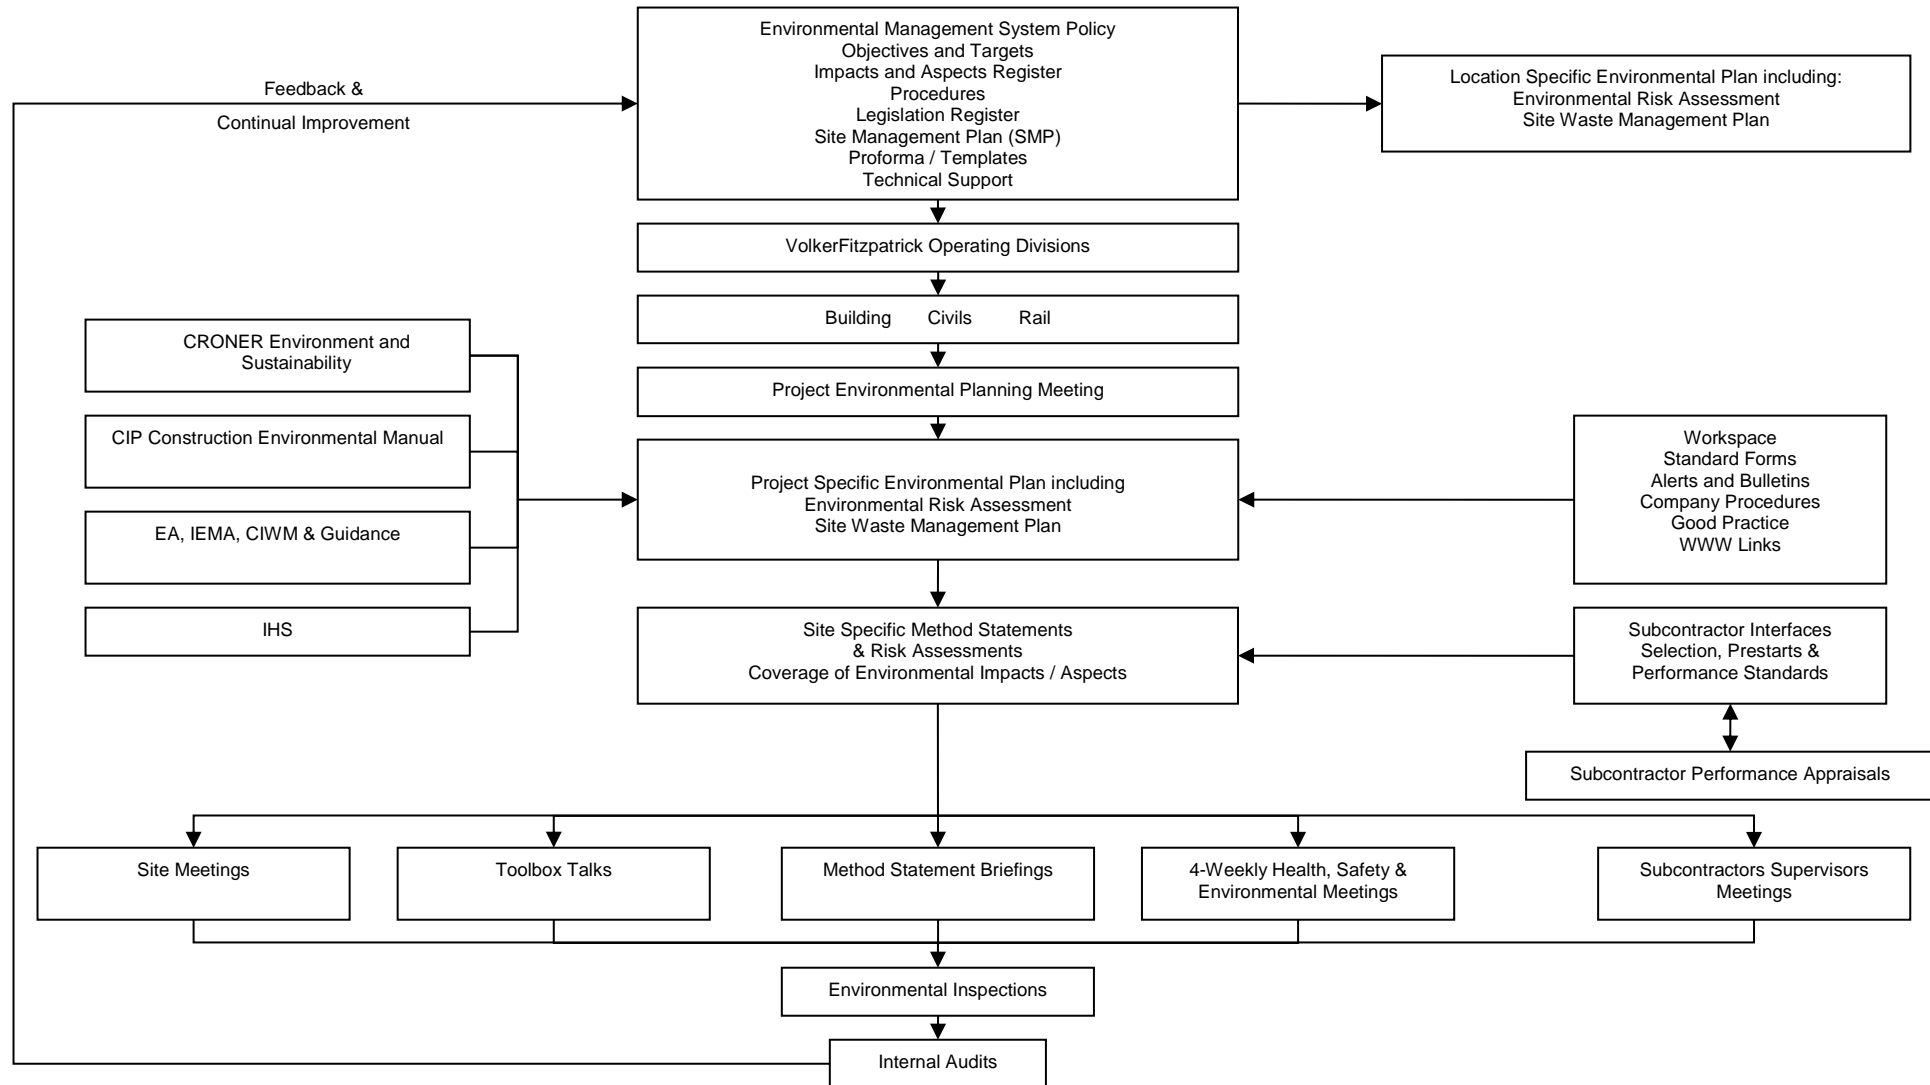 Environmental Management System Policy
Objectives and Targets
Impacts and Aspects Register
Procedures
Legislation Register
Site Management Plan (SMP)
Proforma / Templates
Technical Support
Feedback &
Continual Improvement
Location Specific Environmental Plan including:
Environmental Risk Assessment
Site Waste Management Plan
VolkerFitzpatrick Operating Divisions
Building Civils Rail
CRONER Environment and
Sustainability
Project Environmental Planning Meeting
CIP Construction Environmental Manual
Project Specific Environmental Plan including
Environmental Risk Assessment
Site Waste Management Plan
Workspace
Standard Forms
Alerts and Bulletins
Company Procedures
Good Practice
WWW Links
EA, IEMA, CIWM & Guidance
IHS
Site Specific Method Statements
& Risk Assessments
Coverage of Environmental Impacts / Aspects
Subcontractor Interfaces
Selection, Prestarts &
Performance Standards
Subcontractor Performance Appraisals
Site Meetings
Toolbox Talks
Method Statement Briefings
4-Weekly Health, Safety &
Environmental Meetings
Subcontractors Supervisors
Meetings
Environmental Inspections
Internal Audits